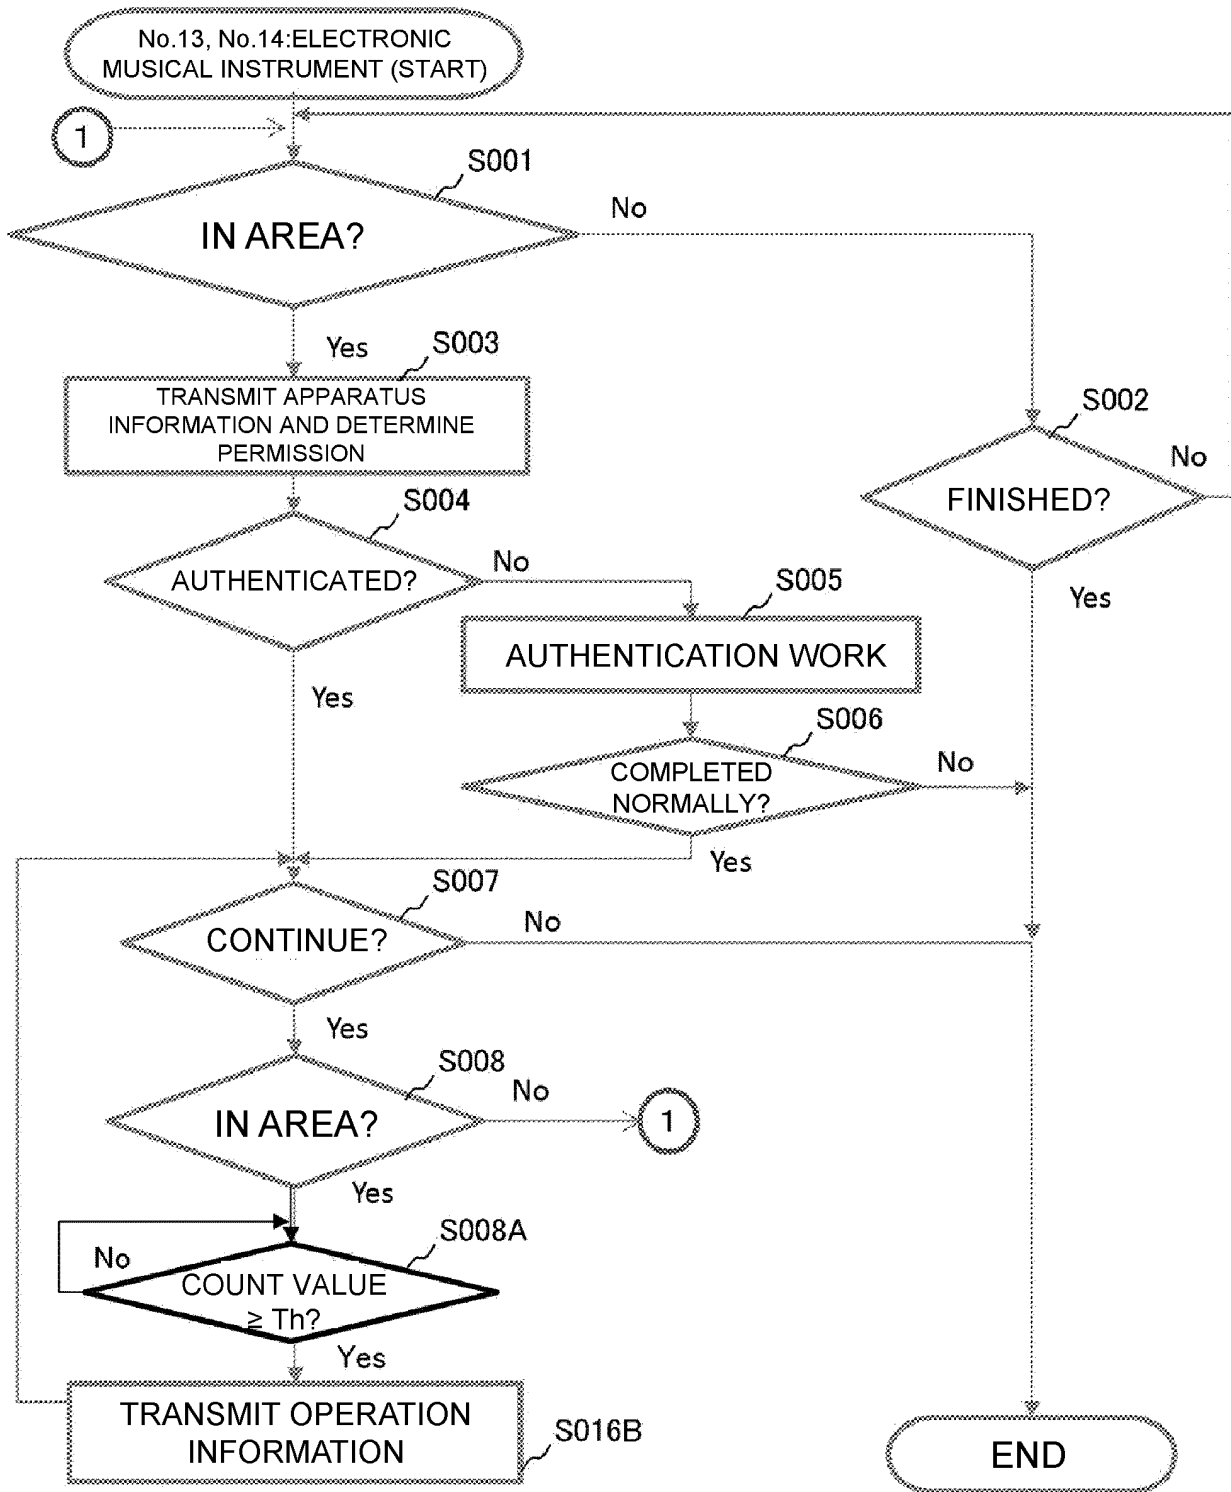 No.13, No.14:ELECTRONIC
MUSICAL INSTRUMENT (START)
1
S001
IN AREA?
No
Yes
S003
TRANSMIT APPARATUS
INFORMATION AND DETERMINE
PERMISSION
S002
FINISHED?
No
Yes
S004
AUTHENTICATED?
No
Yes
S005
AUTHENTICATION WORK
S006
COMPLETED
NORMALLY?
No
Yes
S007
CONTINUE?
No
Yes
S008
IN AREA?
No
1
Yes
S008A
No
COUNT VALUE
≥ Th?
Yes
TRANSMIT OPERATION
INFORMATION
S016B
END